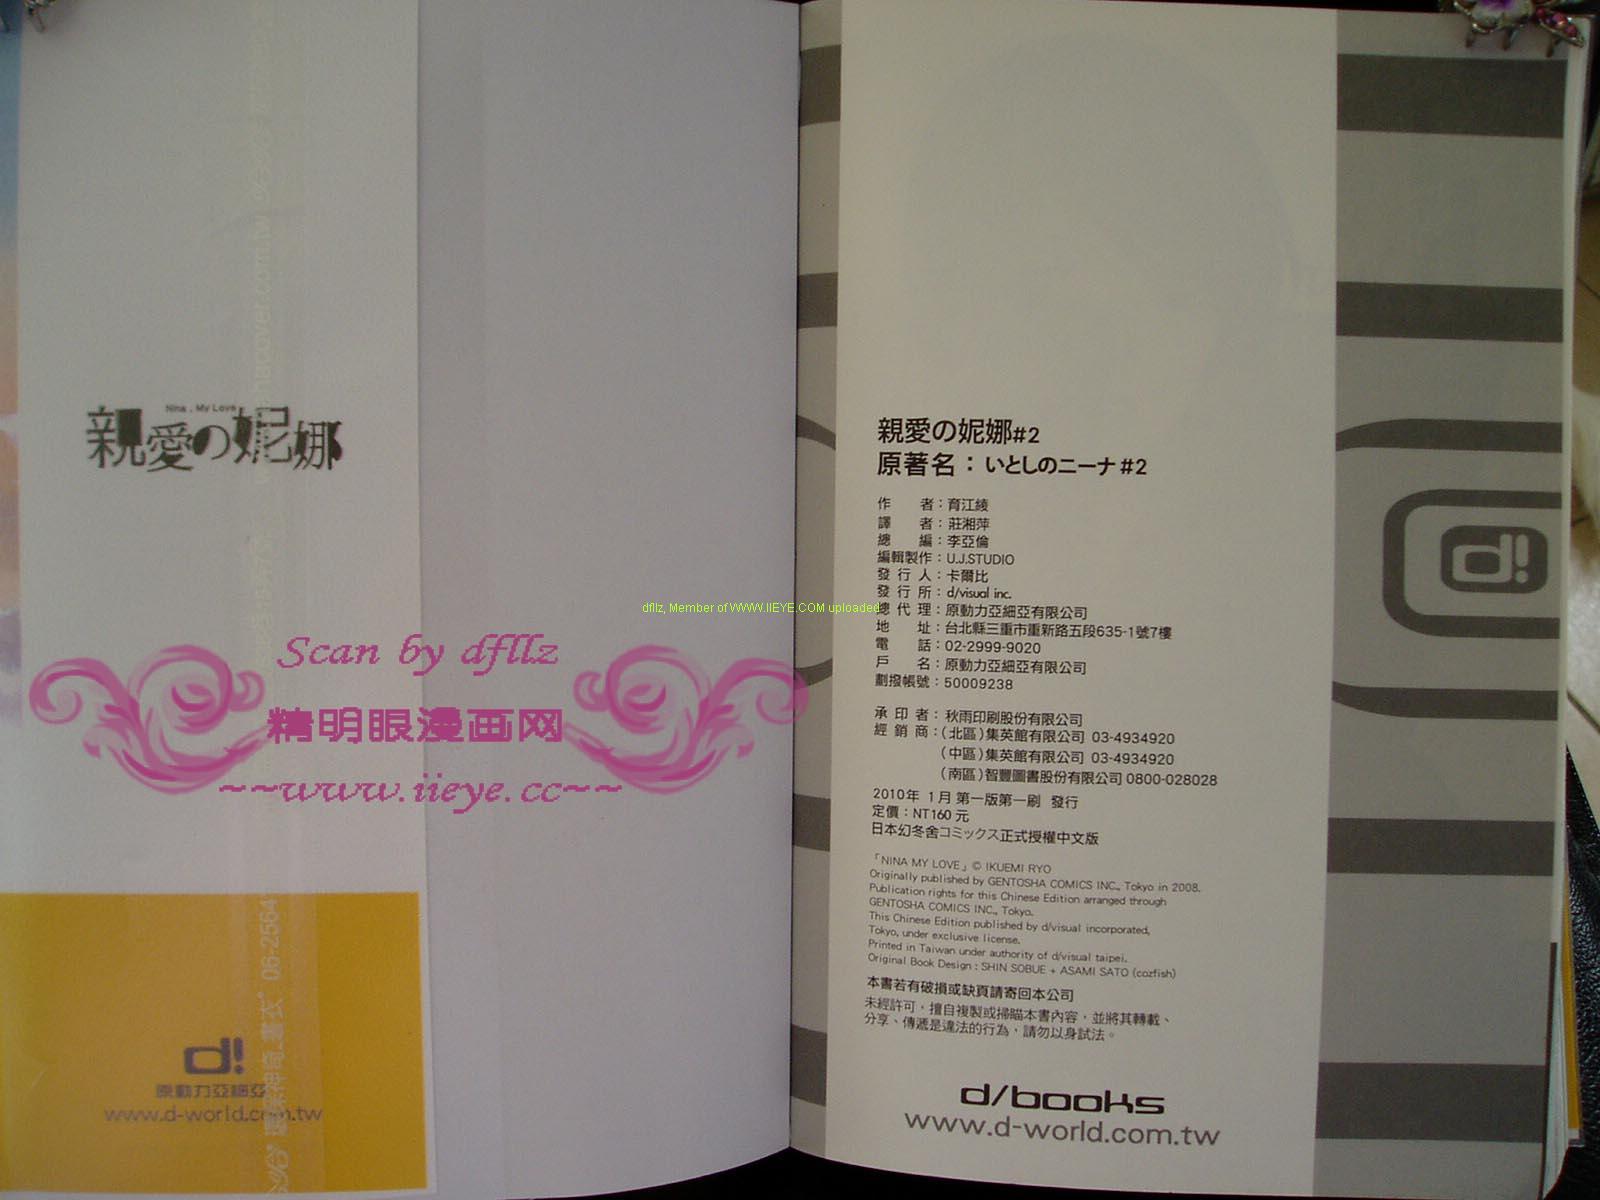 Nina . My Love
親愛の妮娜
Scan by dfllz
精明眼漫画网
~~www.iieye.cc~~
d!
原動力亞細亞
www.d-world.com.tw
dfllz, Member of WWW.IIEYE.COM uploaded
親愛の妮娜#2
原著名：いとしのニーナ#2
作 者：育江綾
譯 者：莊湘萍
總 編：李亞倫
編輯製作：U.J.STUDIO
發 行 人：卡爾比
發 行 所：d/visual inc.
總 代 理：原動力亞細亞有限公司
地 址：台北縣三重市重新路五段635-1號7樓
電 話：02-2999-9020
戶 名：原動力亞細亞有限公司
劃撥帳號：50009238
承 印 者：秋雨印刷股份有限公司
經 銷 商：（北區）集英館有限公司 03-4934920
（中區）集英館有限公司 03-4934920
（南區）智豐圖書股份有限公司 0800-028028
2010年 1月 第一版第一刷 發行
定價：NT160 元
日本幻冬舍コミックス正式授權中文版
「NINA MY LOVE」© IKUEMI RYO
Originally published by GENTOSHA COMICS INC., Tokyo in 2008.
Publication rights for this Chinese Edition arranged through
GENTOSHA COMICS INC., Tokyo.
This Chinese Edition published by d/visual incorporated,
Tokyo, under exclusive license.
Printed in Taiwan under authority of d/visual taipei.
Original Book Design : SHIN SOBUE + ASAMI SATO (cozfish)
本書若有破損或缺頁請寄回本公司
未經許可，擅自複製或掃瞄本書內容，並將其轉載、
分享、傳遞是違法的行為，請勿以身試法。
d/books
www.d-world.com.tw
d!